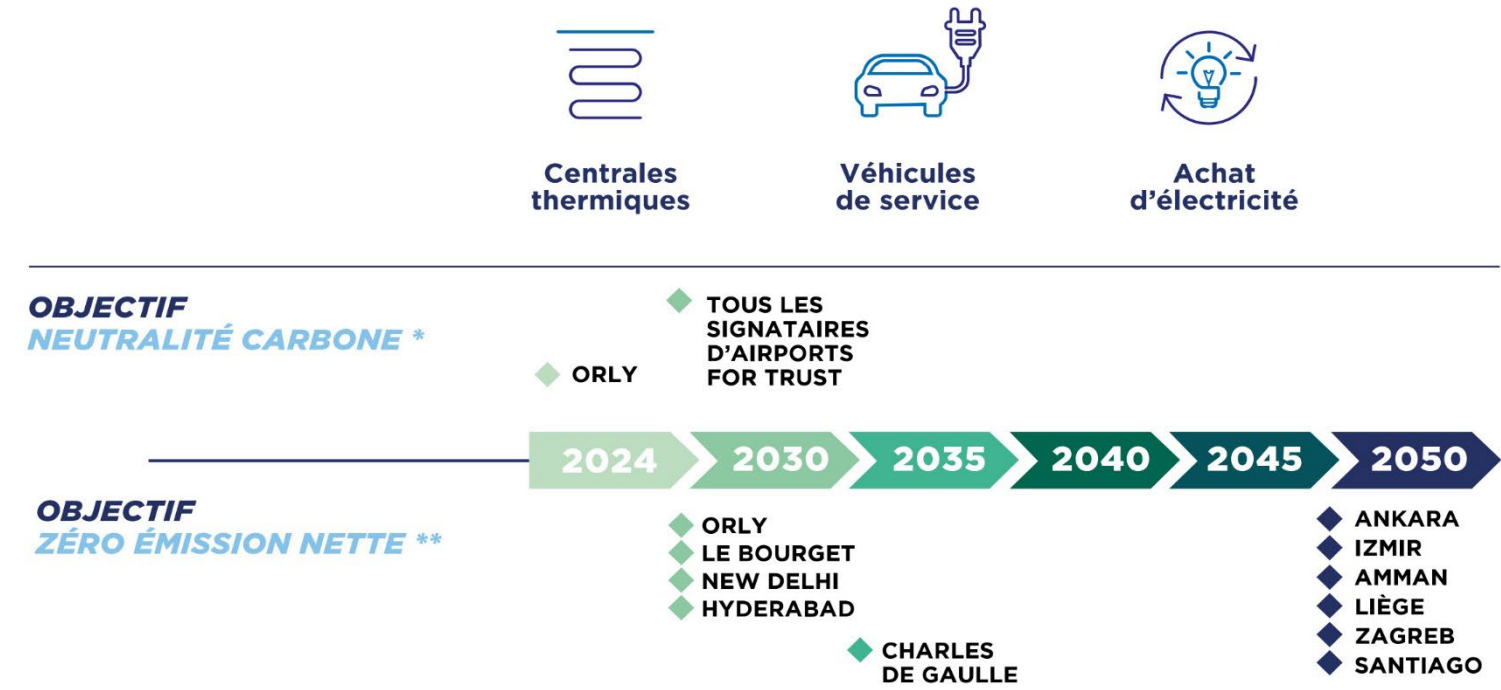 Centrales
thermiques
Véhicules
de service
Achat
d'électricité
OBJECTIF
NEUTRALITÉ CARBONE *
ORLY
TOUS LES
SIGNATAIRES
D'AIRPORTS
FOR TRUST
2024
2030
2035
2040
2045
2050
OBJECTIF
ZÉRO ÉMISSION NETTE **
ORLY
LE BOURGET
NEW DELHI
HYDERABAD
CHARLES
DE GAULLE
ANKARA
IZMIR
AMMAN
LIÈGE
ZAGREB
SANTIAGO